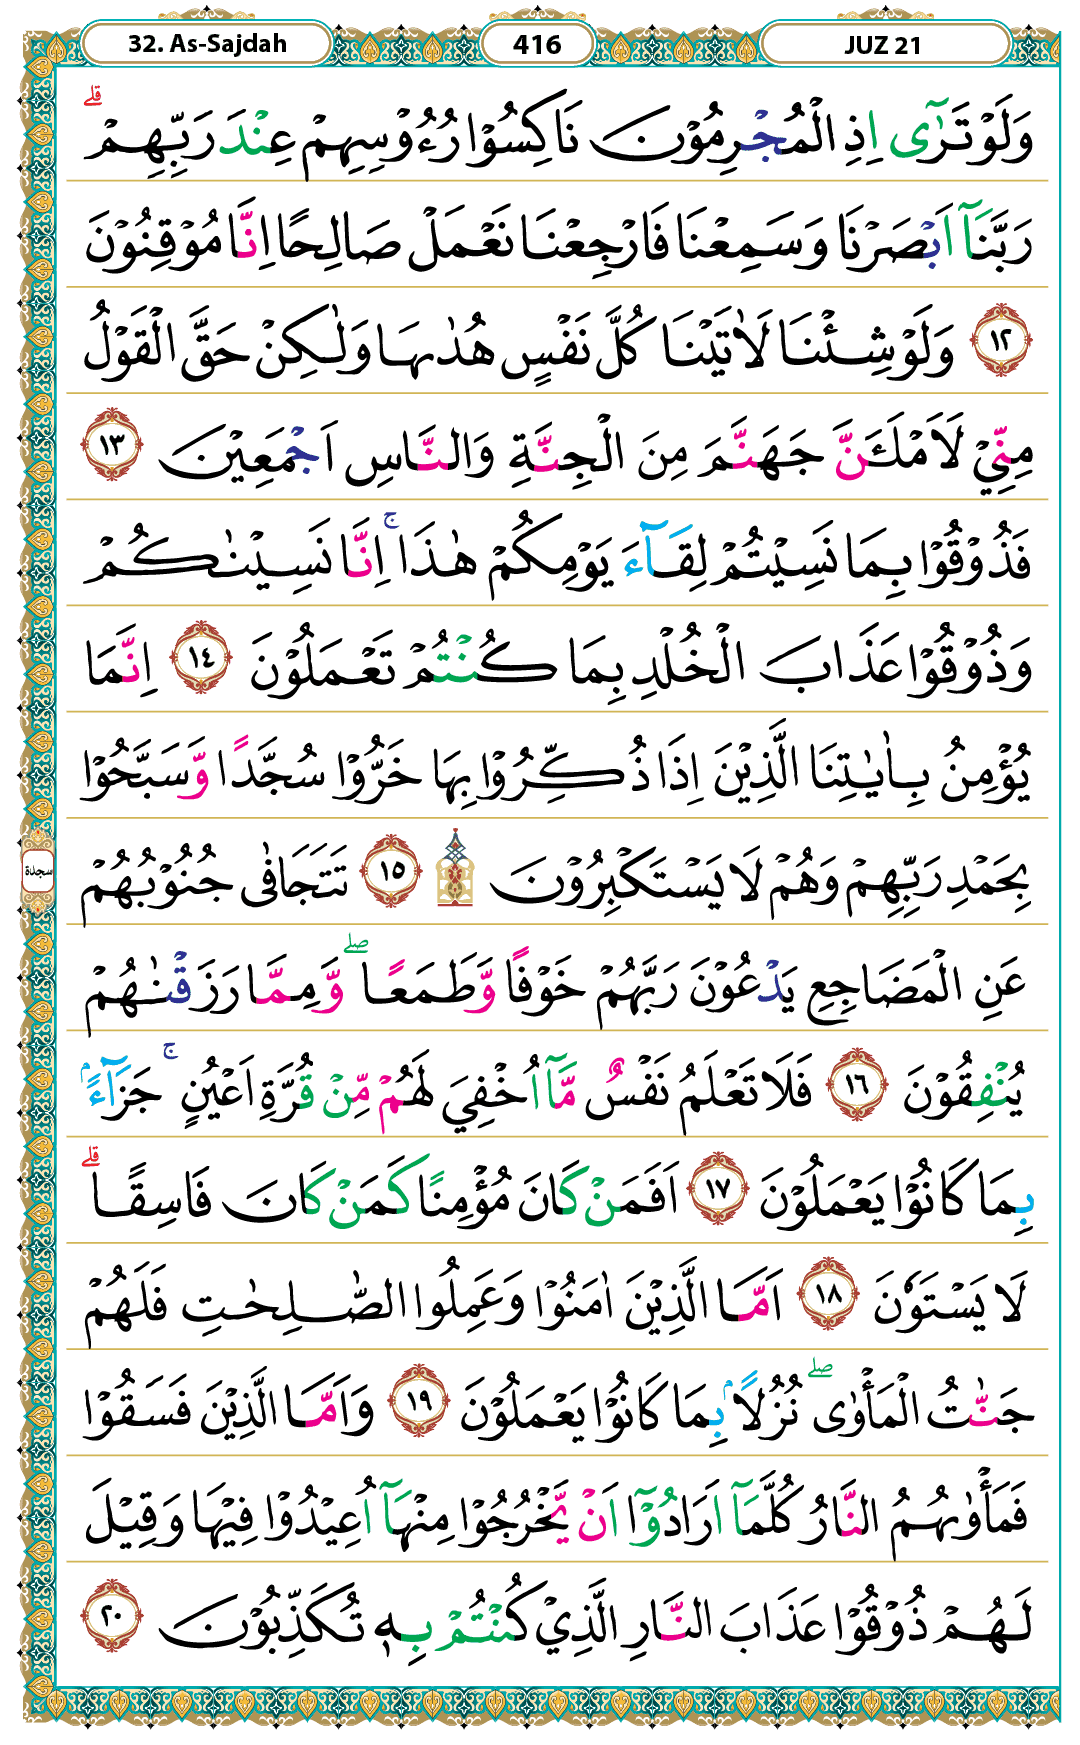 32. As-Sajdah
416
JUZ 21
وَلَوْ تَرٰٓى اِذِ الْمُجْرِمُوْنَ نَاكِسُوْا رُءُوْسِهِمْ عِنْدَ رَبِّهِمْ ۗ
رَبَّنَآ اَبْصَرْنَا وَسَمِعْنَا فَارْجِعْنَا نَعْمَلْ صَالِحًا اِنَّا مُوْقِنُوْنَ
١٢ وَلَوْ شِئْنَا لَاٰتَيْنَا كُلَّ نَفْسٍ هُدٰىهَا وَلٰكِنْ حَقَّ الْقَوْلُ
مِنِّيْ لَاَمْلَـَٔنَّ جَهَنَّمَ مِنَ الْجِنَّةِ وَالنَّاسِ اَجْمَعِيْنَ ١٣
فَذُوْقُوْا بِمَا نَسِيْتُمْ لِقَاۤءَ يَوْمِكُمْ هٰذَا ۚ اِنَّا نَسِيْنٰكُمْ
وَذُوْقُوْا عَذَابَ الْخُلْدِ بِمَا كُنْتُمْ تَعْمَلُوْنَ ١٤ اِنَّمَا
يُؤْمِنُ بِاٰيٰتِنَا الَّذِيْنَ اِذَا ذُكِّرُوْا بِهَا خَرُّوْا سُجَّدًا وَّسَبَّحُوْا
سجدة
بِحَمْدِ رَبِّهِمْ وَهُمْ لَا يَسْتَكْبِرُوْنَ ۩ ١٥ تَتَجَافٰى جُنُوْبُهُمْ
عَنِ الْمَضَاجِعِ يَدْعُوْنَ رَبَّهُمْ خَوْفًا وَّطَمَعًا ۖ وَّمِمَّا رَزَقْنٰهُمْ
يُنْفِقُوْنَ ١٦ فَلَا تَعْلَمُ نَفْسٌ مَّآ اُخْفِيَ لَهُمْ مِّنْ قُرَّةِ اَعْيُنٍ ۚ جَزَاۤءًۢ
بِمَا كَانُوْا يَعْمَلُوْنَ ١٧ اَفَمَنْ كَانَ مُؤْمِنًا كَمَنْ كَانَ فَاسِقًا ۗ
لَا يَسْتَوٗنَ ١٨ اَمَّا الَّذِيْنَ اٰمَنُوْا وَعَمِلُوا الصّٰلِحٰتِ فَلَهُمْ
جَنّٰتُ الْمَأْوٰى ۖ نُزُلًاۢ بِمَا كَانُوْا يَعْمَلُوْنَ ١٩ وَاَمَّا الَّذِيْنَ فَسَقُوْا
فَمَأْوٰىهُمُ النَّارُ كُلَّمَآ اَرَادُوْٓا اَنْ يَّخْرُجُوْا مِنْهَآ اُعِيْدُوْا فِيْهَا وَقِيْلَ
لَهُمْ ذُوْقُوْا عَذَابَ النَّارِ الَّذِيْ كُنْتُمْ بِهٖ تُكَذِّبُوْنَ ٢٠